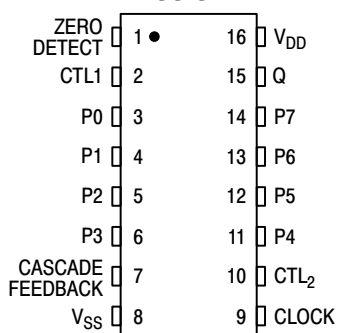 ZERO
DETECT 1 16 VDD
CTL1 2 15 Q
P0 3 14 P7
P1 4 13 P6
P2 5 12 P5
P3 6 11 P4
CASCADE
FEEDBACK 7 10 CTL2
VSS 8 9 CLOCK